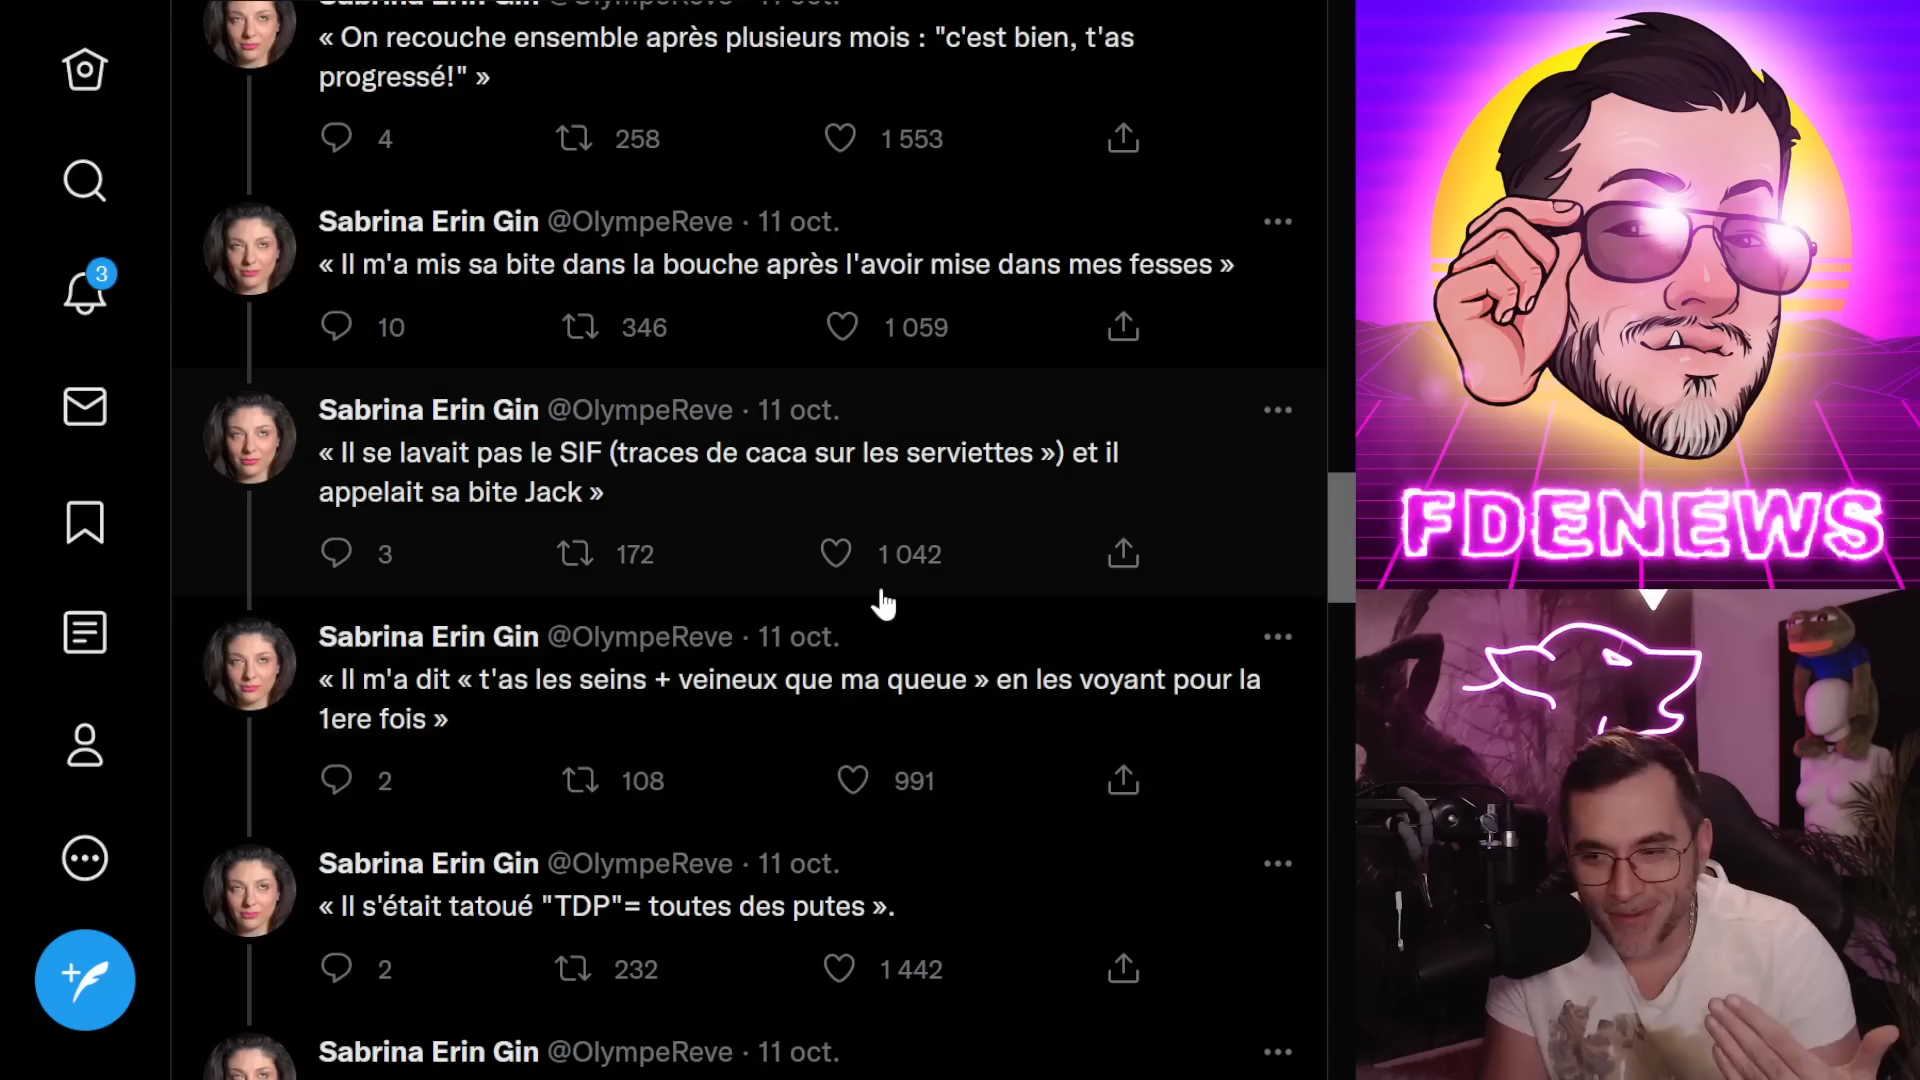 Sabrina Erin Gin @OlympeReve · 11 oct.
« On recouche ensemble après plusieurs mois : "c'est bien, t'as
progressé!" »
4 258 1 553
Sabrina Erin Gin @OlympeReve · 11 oct.
« Il m'a mis sa bite dans la bouche après l'avoir mise dans mes fesses »
10 346 1 059
Sabrina Erin Gin @OlympeReve · 11 oct.
« Il se lavait pas le SIF (traces de caca sur les serviettes ») et il
appelait sa bite Jack »
3 172 1 042
Sabrina Erin Gin @OlympeReve · 11 oct.
« Il m'a dit « t'as les seins + veineux que ma queue » en les voyant pour la
1ere fois »
2 108 991
Sabrina Erin Gin @OlympeReve · 11 oct.
« Il s'était tatoué "TDP"= toutes des putes ».
2 232 1 442
Sabrina Erin Gin @OlympeReve · 11 oct.
3
FDENEWS